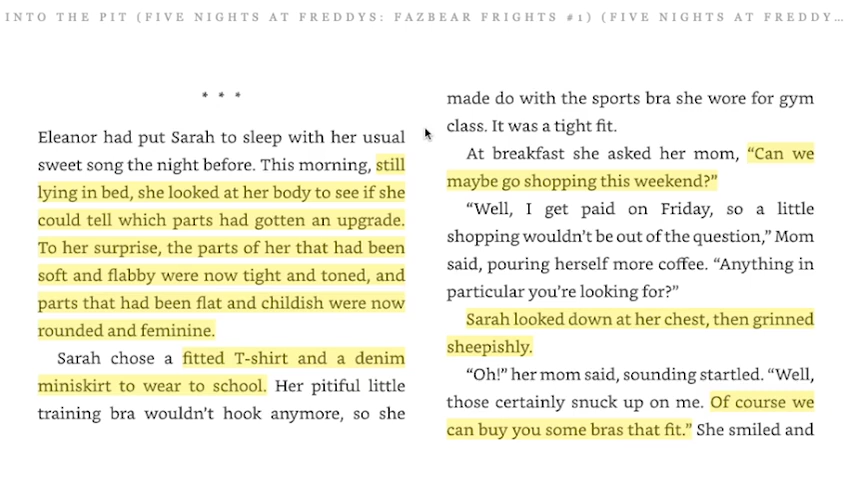 INTO THE PIT (FIVE NIGHTS AT FREDDYS: FAZBEAR FRIGHTS #1) (FIVE NIGHTS AT FREDDY...
* * *
Eleanor had put Sarah to sleep with her usual
sweet song the night before. This morning, still
lying in bed, she looked at her body to see if she
could tell which parts had gotten an upgrade.
To her surprise, the parts of her that had been
soft and flabby were now tight and toned, and
parts that had been flat and childish were now
rounded and feminine.
Sarah chose a fitted T-shirt and a denim
miniskirt to wear to school. Her pitiful little
training bra wouldn’t hook anymore, so she
made do with the sports bra she wore for gym
class. It was a tight fit.
At breakfast she asked her mom, “Can we
maybe go shopping this weekend?”
“Well, I get paid on Friday, so a little
shopping wouldn’t be out of the question,” Mom
said, pouring herself more coffee. “Anything in
particular you’re looking for?”
Sarah looked down at her chest, then grinned
sheepishly.
“Oh!” her mom said, sounding startled. “Well,
those certainly snuck up on me. Of course we
can buy you some bras that fit.” She smiled and